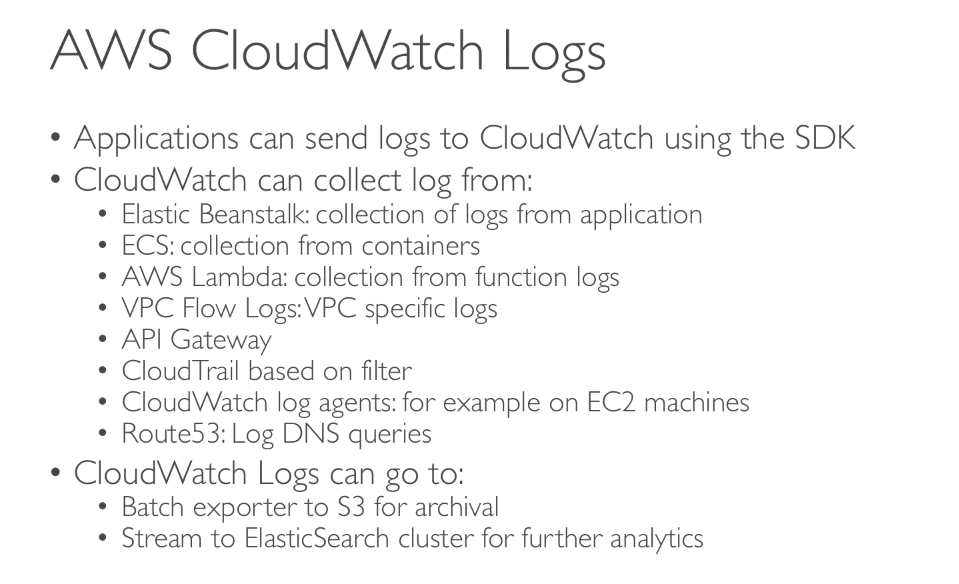 AWS CloudWatch Logs
• Applications can send logs to CloudWatch using the SDK
• CloudWatch can collect log from:
• Elastic Beanstalk: collection of logs from application
• ECS: collection from containers
• AWS Lambda: collection from function logs
• VPC Flow Logs: VPC specific logs
• API Gateway
• CloudTrail based on filter
• CloudWatch log agents: for example on EC2 machines
• Route53: Log DNS queries
• CloudWatch Logs can go to:
• Batch exporter to S3 for archival
• Stream to ElasticSearch cluster for further analytics